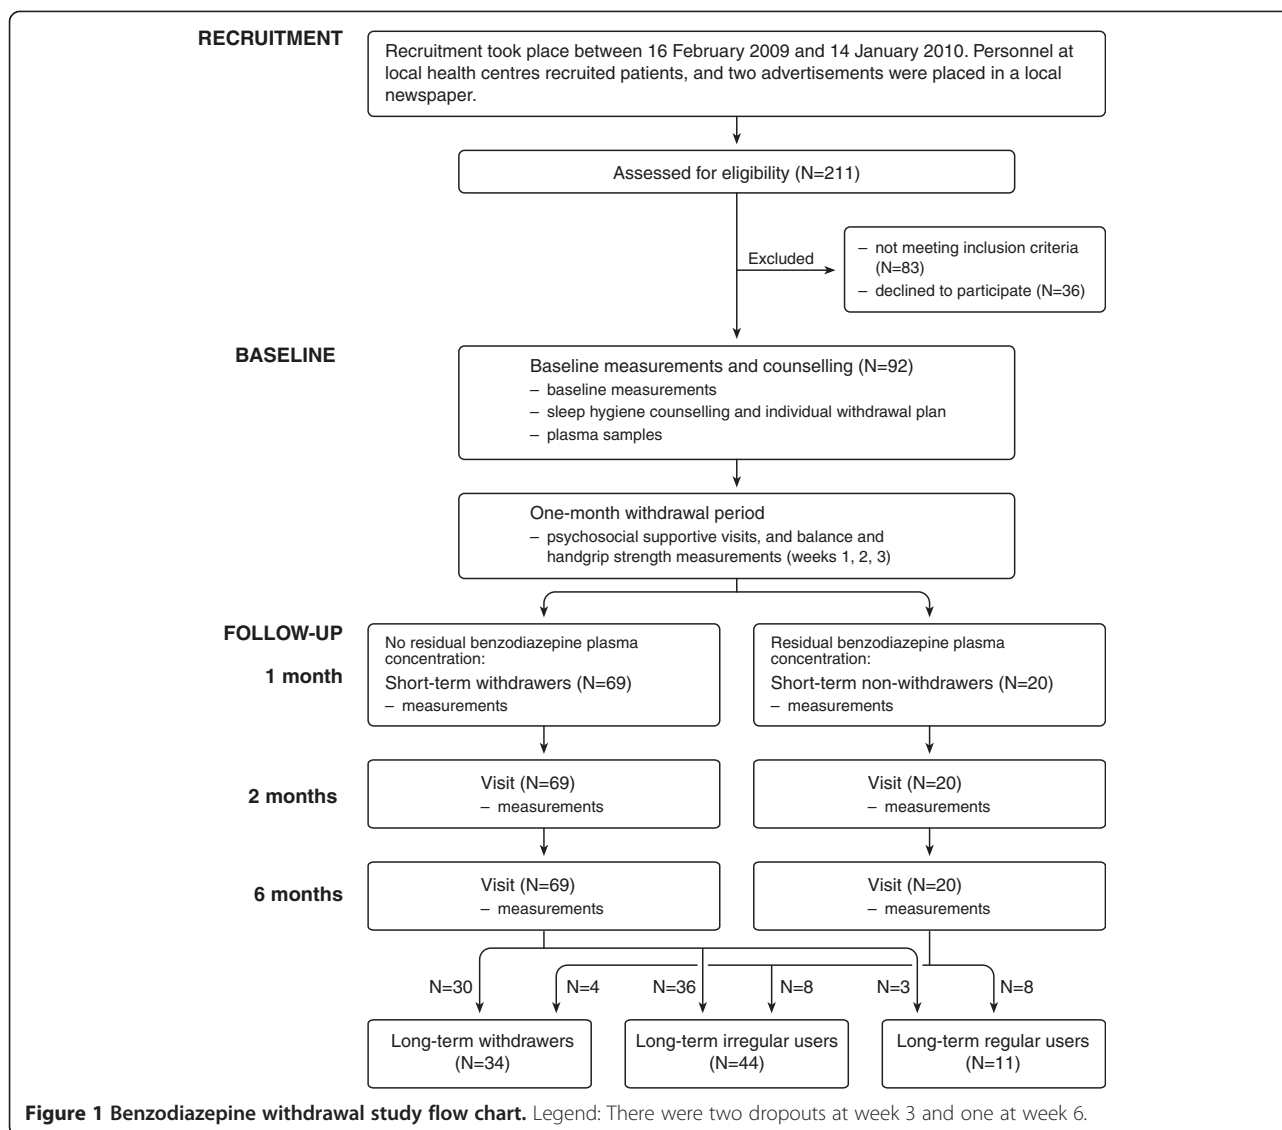 RECRUITMENT
Recruitment took place between 16 February 2009 and 14 January 2010. Personnel at
local health centres recruited patients, and two advertisements were placed in a local
newspaper.
Assessed for eligibility (N=211)
Excluded
– not meeting inclusion criteria
(N=83)
– declined to participate (N=36)
BASELINE
Baseline measurements and counselling (N=92)
– baseline measurements
– sleep hygiene counselling and individual withdrawal plan
– plasma samples
One-month withdrawal period
– psychosocial supportive visits, and balance and
handgrip strength measurements (weeks 1, 2, 3)
FOLLOW-UP
1 month
No residual benzodiazepine plasma
concentration:
Short-term withdrawers (N=69)
– measurements
Residual benzodiazepine plasma
concentration:
Short-term non-withdrawers (N=20)
– measurements
2 months
Visit (N=69)
– measurements
Visit (N=20)
– measurements
6 months
Visit (N=69)
– measurements
Visit (N=20)
– measurements
N=30
N=4
N=36
N=8
N=3
N=8
Long-term withdrawers
(N=34)
Long-term irregular users
(N=44)
Long-term regular users
(N=11)
Figure 1 Benzodiazepine withdrawal study flow chart. Legend: There were two dropouts at week 3 and one at week 6.